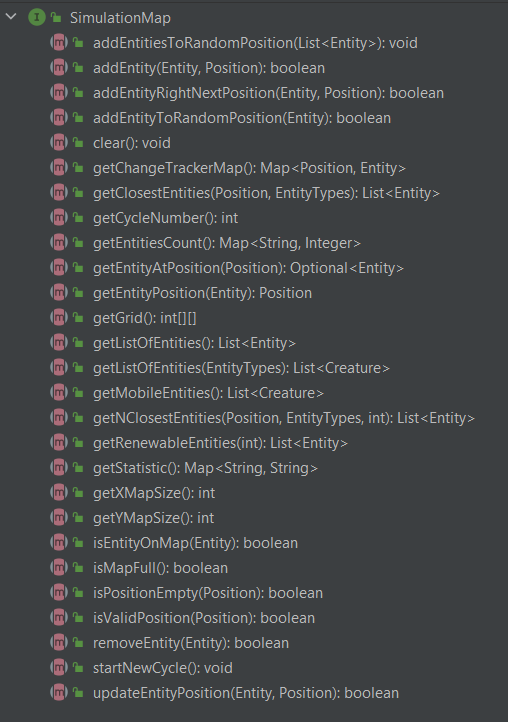 SimulationMap
addEntitiesToRandomPosition(List<Entity>): void
addEntity(Entity, Position): boolean
addEntityRightNextPosition(Entity, Position): boolean
addEntityToRandomPosition(Entity): boolean
clear(): void
getChangeTrackerMap(): Map<Position, Entity>
getClosestEntities(Position, EntityTypes): List<Entity>
getCycleNumber(): int
getEntitiesCount(): Map<String, Integer>
getEntityAtPosition(Position): Optional<Entity>
getEntityPosition(Entity): Position
getGrid(): int[][]
getListOfEntities(): List<Entity>
getListOfEntities(EntityTypes): List<Creature>
getMobileEntities(): List<Creature>
getNClosestEntities(Position, EntityTypes, int): List<Entity>
getRenewableEntities(int): List<Entity>
getStatistic(): Map<String, String>
getXMapSize(): int
getYMapSize(): int
isEntityOnMap(Entity): boolean
isMapFull(): boolean
isPositionEmpty(Position): boolean
isValidPosition(Position): boolean
removeEntity(Entity): boolean
startNewCycle(): void
updateEntityPosition(Entity, Position): boolean